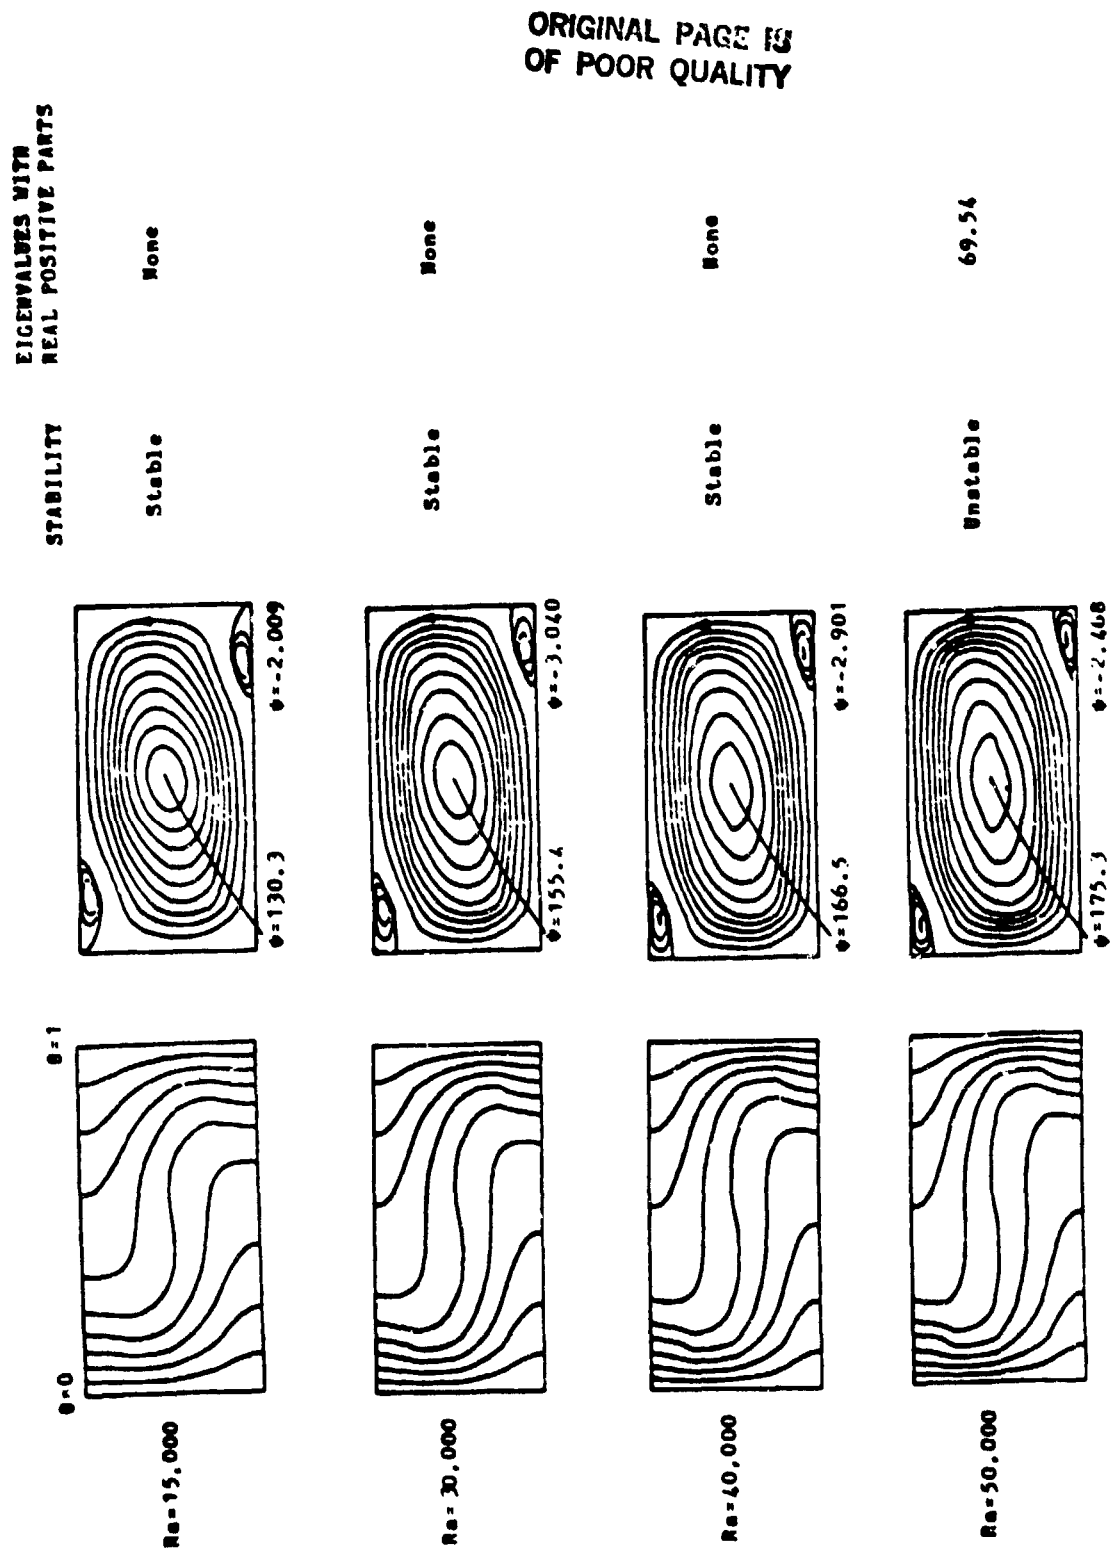 ORIGINAL PAGE IS
OF POOR QUALITY
STABILITY
EIGENVALUES WITH
REAL POSITIVE PARTS
θ=0
θ=1
Ra=15,000
ψ=130.3
ψ=-2.009
Stable
None
Ra=30,000
ψ=155.4
ψ=-3.040
Stable
None
Ra=40,000
ψ=166.5
ψ=-2.901
Stable
None
Ra=50,000
ψ=175.3
ψ=-2.468
Unstable
69.54